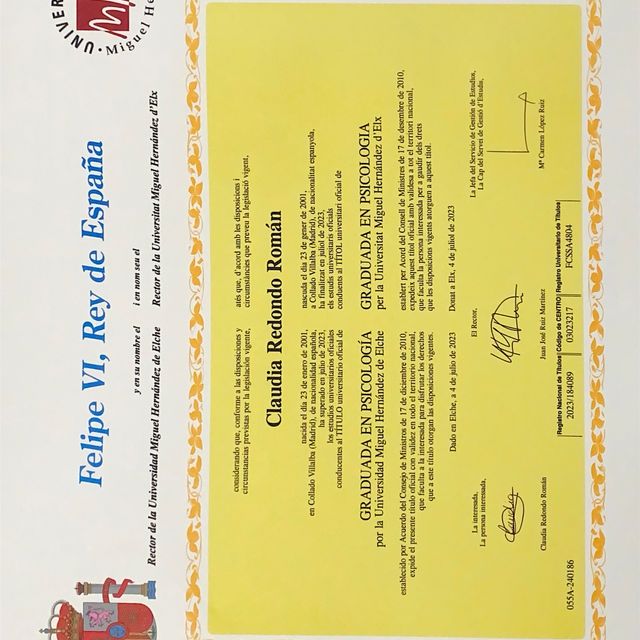 UNIVER
Miguel He
Felipe VI, Rey de España
y en su nombre el
Rector de la Universidad Miguel Hernández de Elche
i en nom seu el
Rector de la Universitat Miguel Hernández d'Elx
considerando que, conforme a las disposiciones y
circunstancias previstas por la legislación vigente,
atés que, d'acord amb les disposicions i
circumstàncies que preveu la legislació vigent,
Claudia Redondo Román
nacida el día 23 de enero de 2001,
en Collado Villalba (Madrid), de nacionalidad española,
ha superado en julio de 2023,
los estudios universitarios oficiales
conducentes al TÍTULO universitario oficial de
nascuda el dia 23 de gener de 2001,
a Collado Villalba (Madrid), de nacionalitat espanyola,
ha finalitzat en juliol de 2023,
els estudis universitaris oficials
conduents al TÍTOL universitari oficial de
GRADUADA EN PSICOLOGÍA
por la Universidad Miguel Hernández de Elche
GRADUADA EN PSICOLOGIA
per la Universitat Miguel Hernández d'Elx
establecido por Acuerdo del Consejo de Ministros de 17 de diciembre de 2010,
expide el presente título oficial con validez en todo el territorio nacional,
que faculta a la interesada para disfrutar los derechos
que a este título otorgan las disposiciones vigentes.
establert per Acord del Consell de Ministres de 17 de desembre de 2010,
expedeix aquest títol oficial amb validesa a tot el territori nacional,
que faculta la persona interessada per a gaudir dels drets
que les disposicions vigents atorguen a aquest títol.
Dado en Elche, a 4 de julio de 2023
Donat a Elx, 4 de juliol de 2023
La interesada,
La persona interessada,
El Rector,
La Jefa del Servicio de Gestión de Estudios,
La Cap del Servei de Gestió d'Estudis,
Claudia Redondo Román
Juan José Ruiz Martínez
Mª Carmen López Ruiz
055A-240186
Registro Nacional de Títulos | Código de CENTRO | Registro Universitario de Títulos
2023/184089 03023217 FCSSA4804